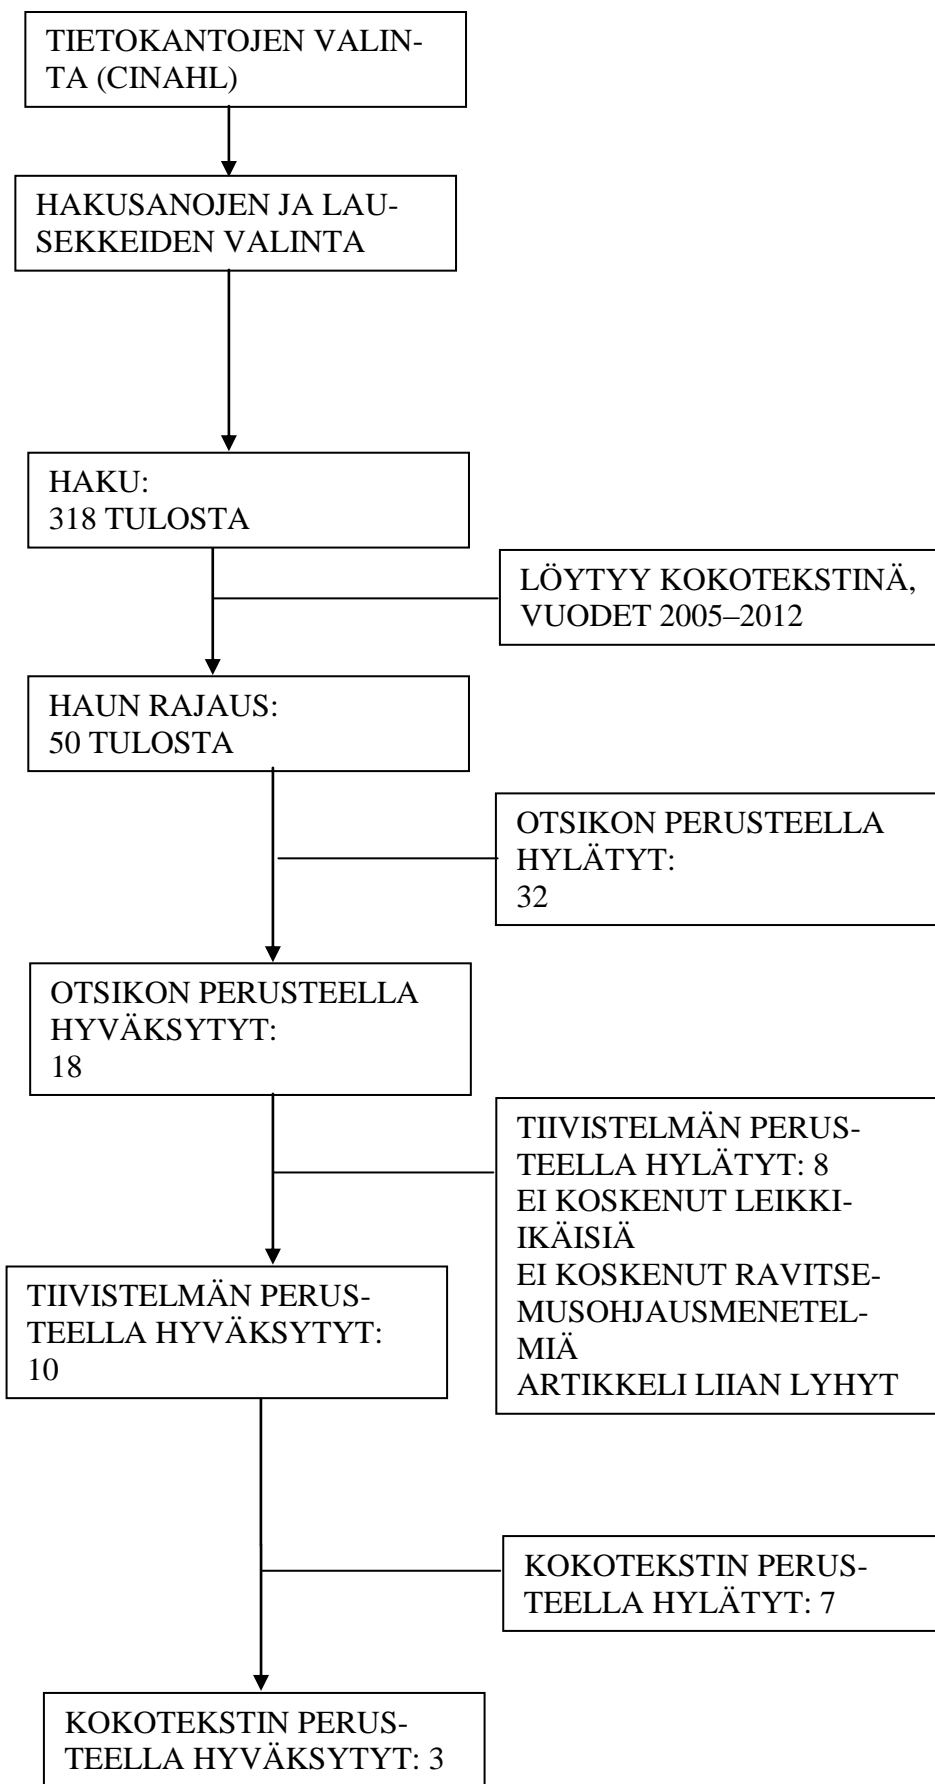 TIETOKANTOJEN VALIN-
TA (CINAHL)
HAKUSANOJEN JA LAU-
SEKKEIDEN VALINTA
HAKU:
318 TULOSTA
LÖYTYY KOKOTEKSTINÄ,
VUODET 2005–2012
HAUN RAJAUS:
50 TULOSTA
OTSIKON PERUSTEELLA
HYLÄTYT:
32
OTSIKON PERUSTEELLA
HYVÄKSYTYT:
18
TIIVISTELMÄN PERUS-
TEELLA HYLÄTYT: 8
EI KOSKENUT LEIKKI-
IKÄISIÄ
EI KOSKENUT RAVITSE-
MUSOHJAUSMENETEL-
MIÄ
ARTIKKELI LIIAN LYHYT
TIIVISTELMÄN PERUS-
TEELLA HYVÄKSYTYT:
10
KOKOTEKSTIN PERUS-
TEELLA HYLÄTYT: 7
KOKOTEKSTIN PERUS-
TEELLA HYVÄKSYTYT: 3